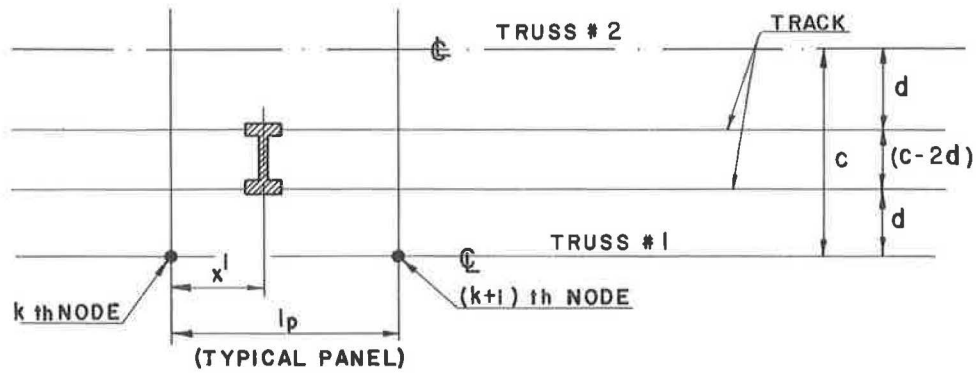 TRUSS # 2
TRACK
℄
d
c
(c-2d)
d
TRUSS # 1
℄
x'
k th NODE
(k+1) th NODE
lp
(TYPICAL PANEL)